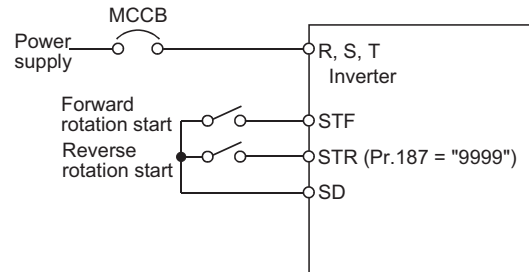 MCCB
Power
supply
R, S, T
Inverter
Forward
rotation start
STF
Reverse
rotation start
STR (Pr.187 = "9999")
SD